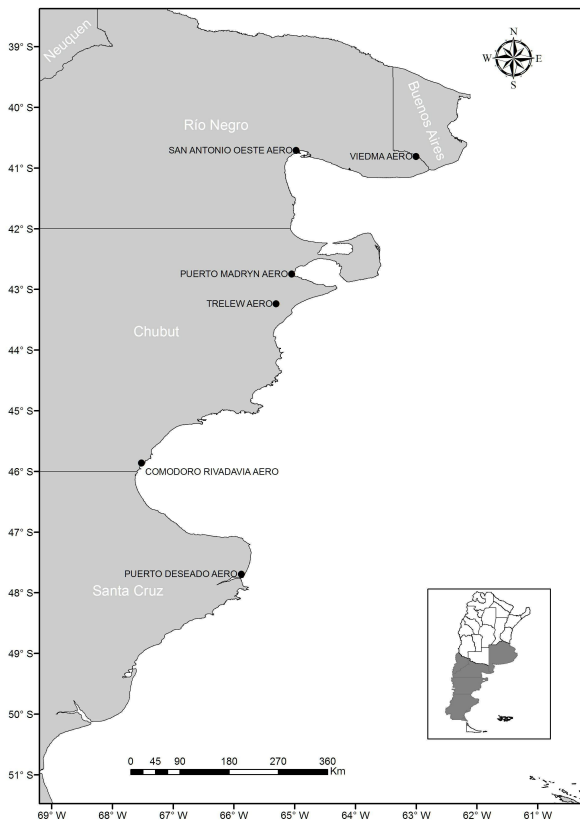 N
W E
S
39° S
40° S
41° S
42° S
43° S
44° S
45° S
46° S
47° S
48° S
49° S
50° S
51° S
Neuquen
Buenos Aires
Río Negro
SAN ANTONIO OESTE AERO
VIEDMA AERO
PUERTO MADRYN AERO
TRELEW AERO
Chubut
COMODORO RIVADAVIA AERO
PUERTO DESEADO AERO
Santa Cruz
0 45 90 180 270 360
Km
69° W 68° W 67° W 66° W 65° W 64° W 63° W 62° W 61° W